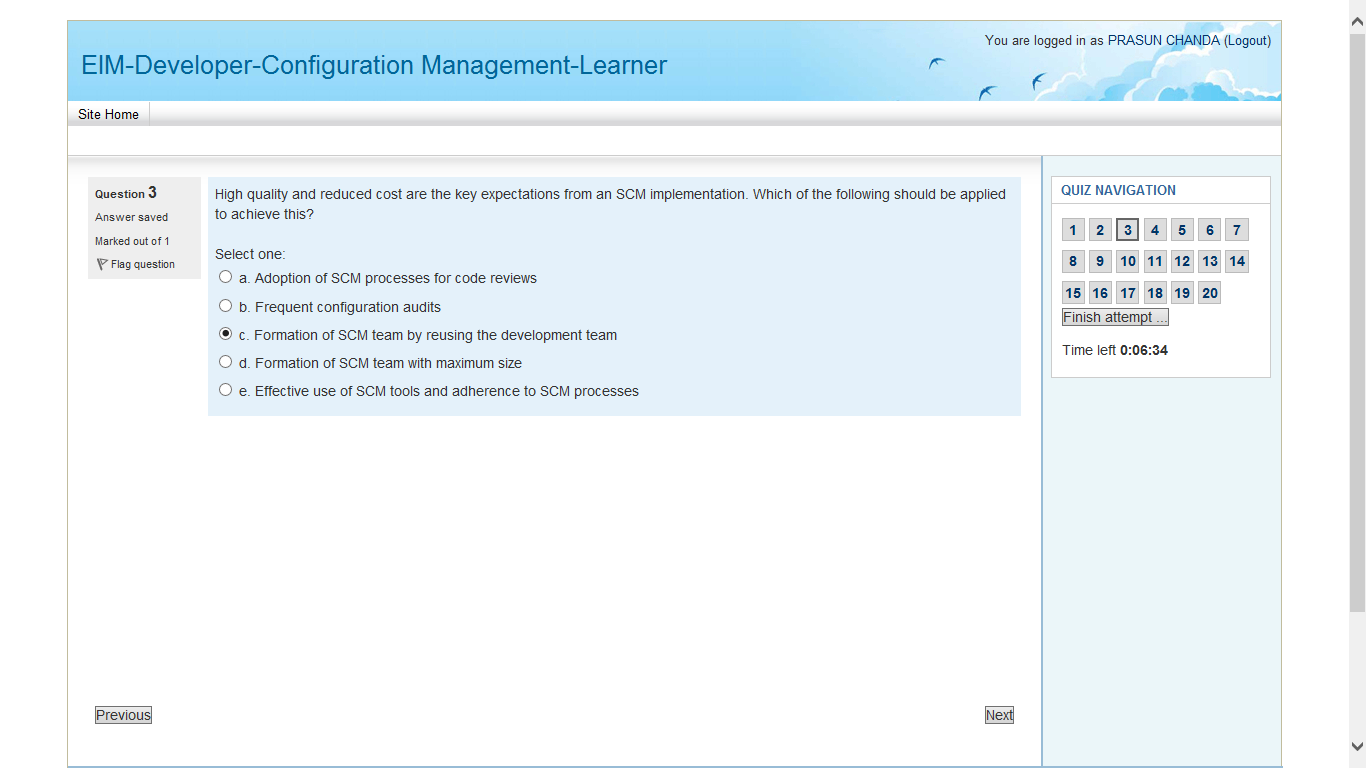 You are logged in as PRASUN CHANDA (Logout)
EIM-Developer-Configuration Management-Learner
Site Home
Question 3
Answer saved
Marked out of 1
Flag question
High quality and reduced cost are the key expectations from an SCM implementation. Which of the following should be applied
to achieve this?
Select one:
a. Adoption of SCM processes for code reviews
b. Frequent configuration audits
c. Formation of SCM team by reusing the development team
d. Formation of SCM team with maximum size
e. Effective use of SCM tools and adherence to SCM processes
Previous
Next
QUIZ NAVIGATION
1 2 3 4 5 6 7
8 9 10 11 12 13 14
15 16 17 18 19 20
Finish attempt ...
Time left 0:06:34